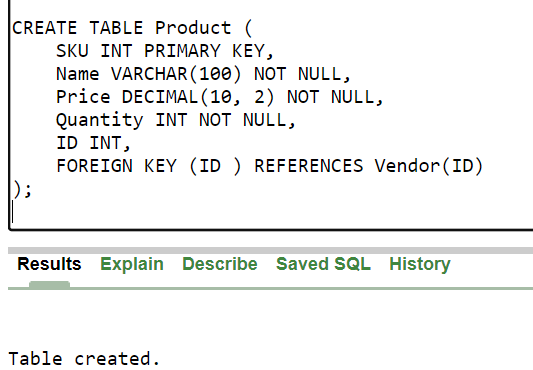 CREATE TABLE Product (
    SKU INT PRIMARY KEY,
    Name VARCHAR(100) NOT NULL,
    Price DECIMAL(10, 2) NOT NULL,
    Quantity INT NOT NULL,
    ID INT,
    FOREIGN KEY (ID ) REFERENCES Vendor(ID)
);
Results Explain Describe Saved SQL History
Table created.